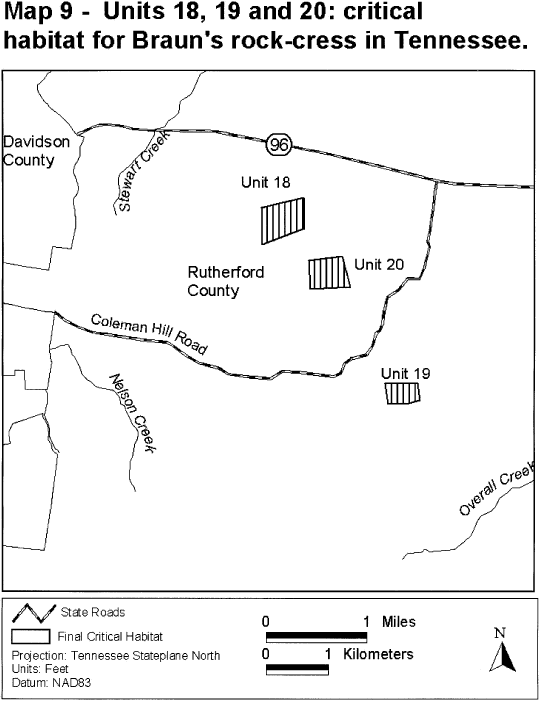 Map 9 - Units 18, 19 and 20: critical
habitat for Braun's rock-cress in Tennessee.
Davidson
County
Stewart Creek
96
Unit 18
Rutherford
County
Unit 20
Coleman Hill Road
Unit 19
Nelson Creek
Overall Creek
State Roads
Final Critical Habitat
Projection: Tennessee Stateplane North
Units: Feet
Datum: NAD83
0 1 Miles
0 1 Kilometers
N